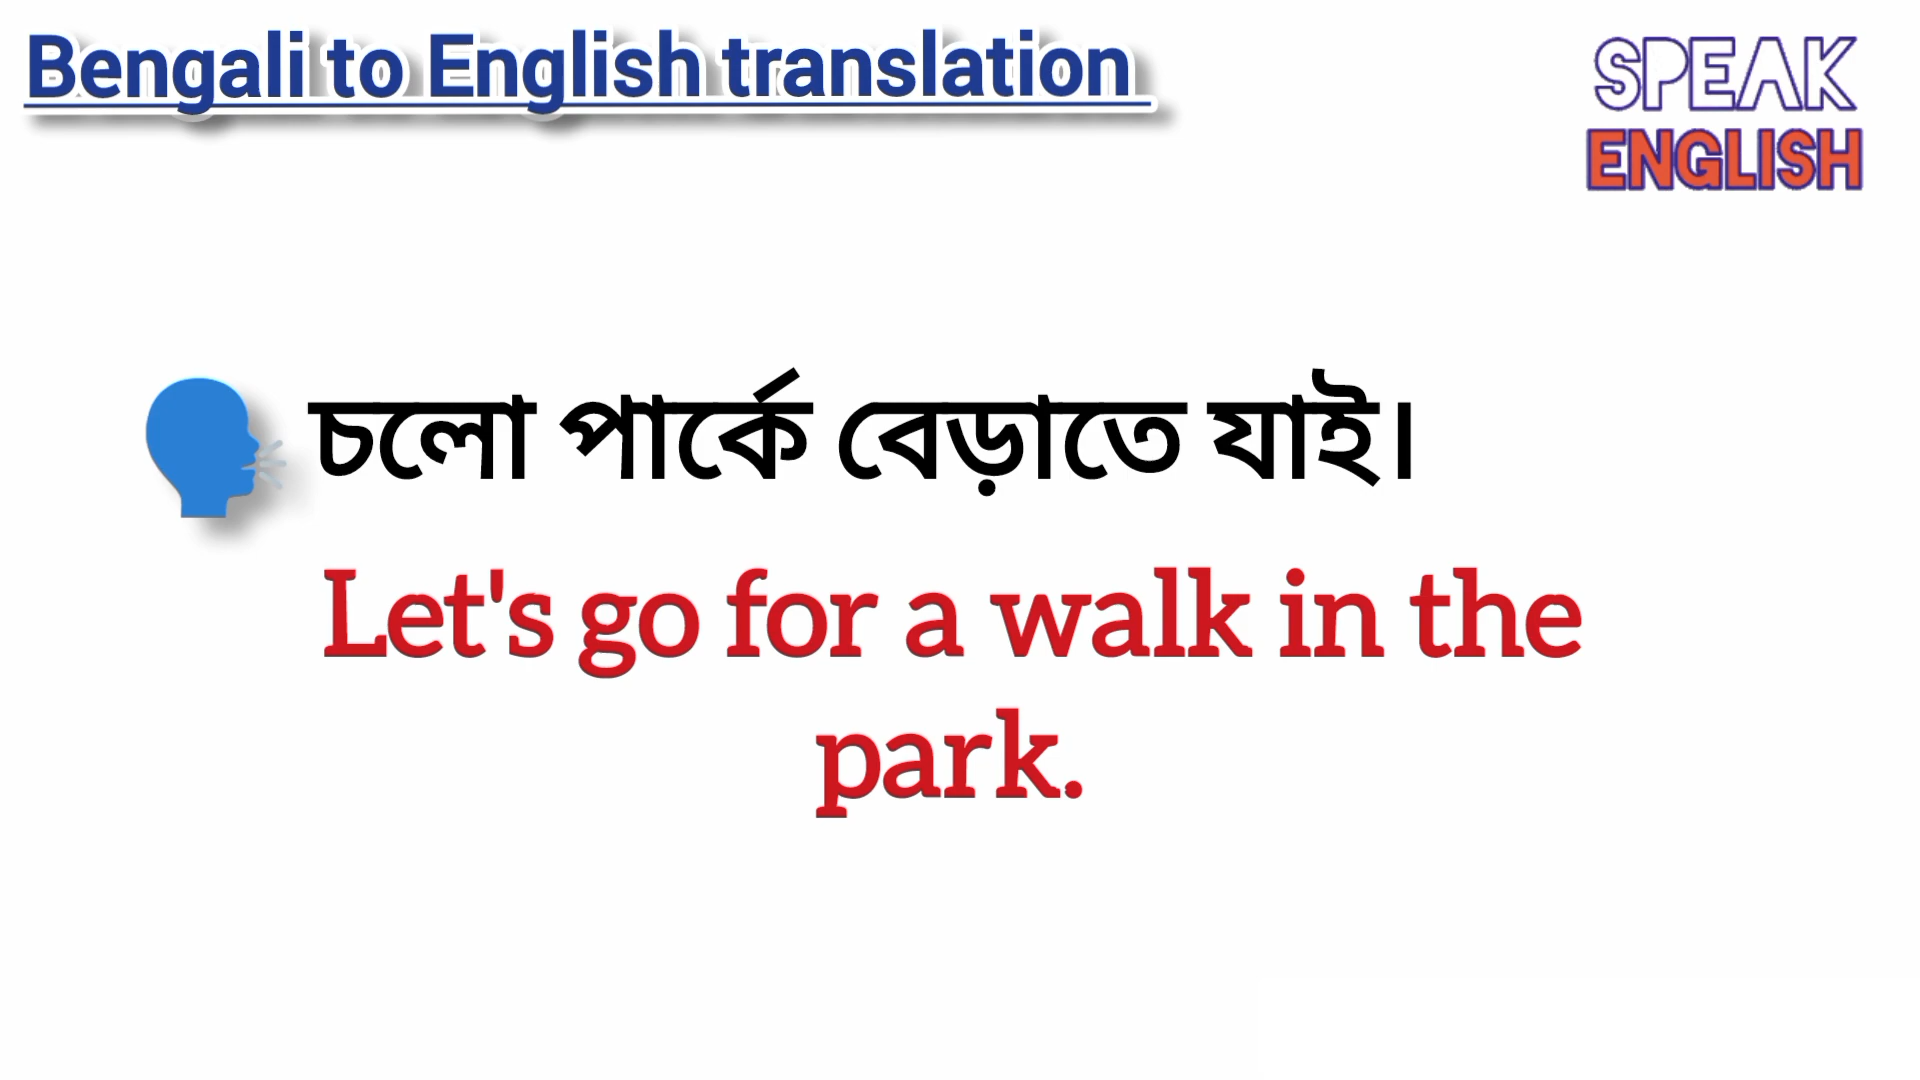 Bengali to English translation
SPEAK
ENGLISH
চলো পার্কে বেড়াতে যাই।
Let's go for a walk in the
park.